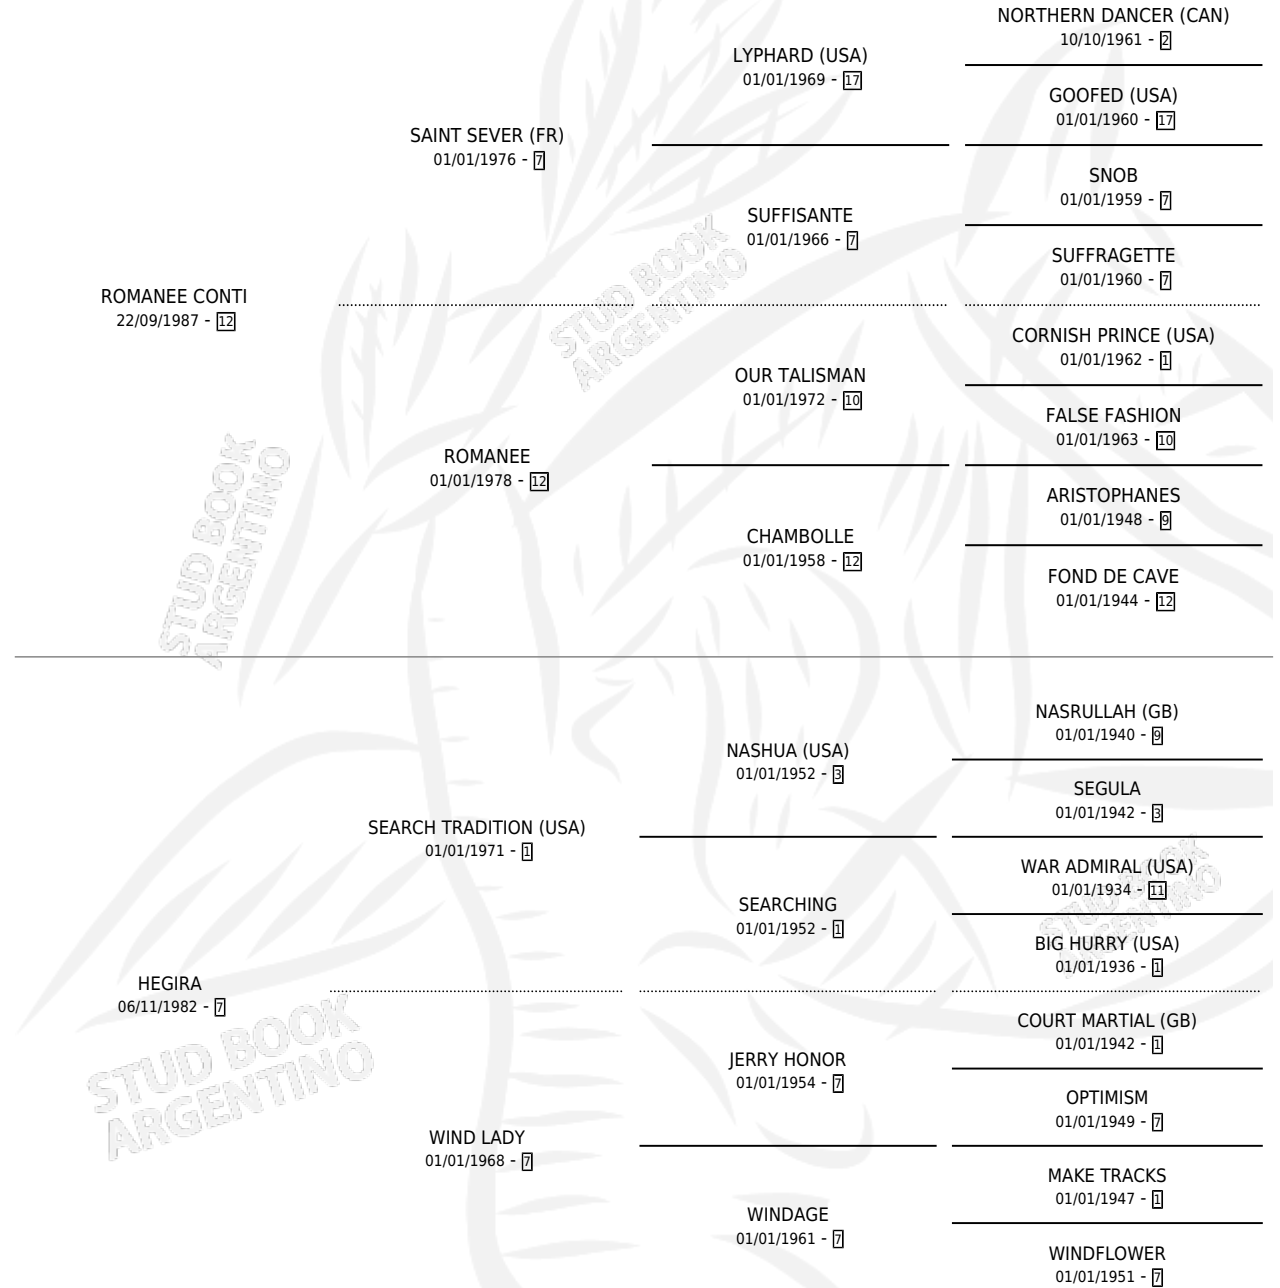 NORTHERN DANCER (CAN)
10/10/1961 - 2
LYPHARD (USA)
01/01/1969 - 17
GOOFED (USA)
01/01/1960 - 17
SAINT SEVER (FR)
01/01/1976 - 7
SNOB
01/01/1959 - 7
SUFFISANTE
01/01/1966 - 7
SUFFRAGETTE
01/01/1960 - 7
ROMANEE CONTI
22/09/1987 - 12
CORNISH PRINCE (USA)
01/01/1962 - 1
OUR TALISMAN
01/01/1972 - 10
FALSE FASHION
01/01/1963 - 10
ROMANEE
01/01/1978 - 12
ARISTOPHANES
01/01/1948 - 9
CHAMBOLLE
01/01/1958 - 12
FOND DE CAVE
01/01/1944 - 12
NASRULLAH (GB)
01/01/1940 - 9
NASHUA (USA)
01/01/1952 - 3
SEGULA
01/01/1942 - 3
SEARCH TRADITION (USA)
01/01/1971 - 1
WAR ADMIRAL (USA)
01/01/1934 - 11
SEARCHING
01/01/1952 - 1
BIG HURRY (USA)
01/01/1936 - 1
HEGIRA
06/11/1982 - 7
COURT MARTIAL (GB)
01/01/1942 - 1
JERRY HONOR
01/01/1954 - 7
OPTIMISM
01/01/1949 - 7
WIND LADY
01/01/1968 - 7
MAKE TRACKS
01/01/1947 - 1
WINDAGE
01/01/1961 - 7
WINDFLOWER
01/01/1951 - 7
STUD BOOK
ARGENTINO
STUD BOOK
ARGENTINO
STUD BOOK
ARGENTINO
STUD BOOK
ARGENTINO